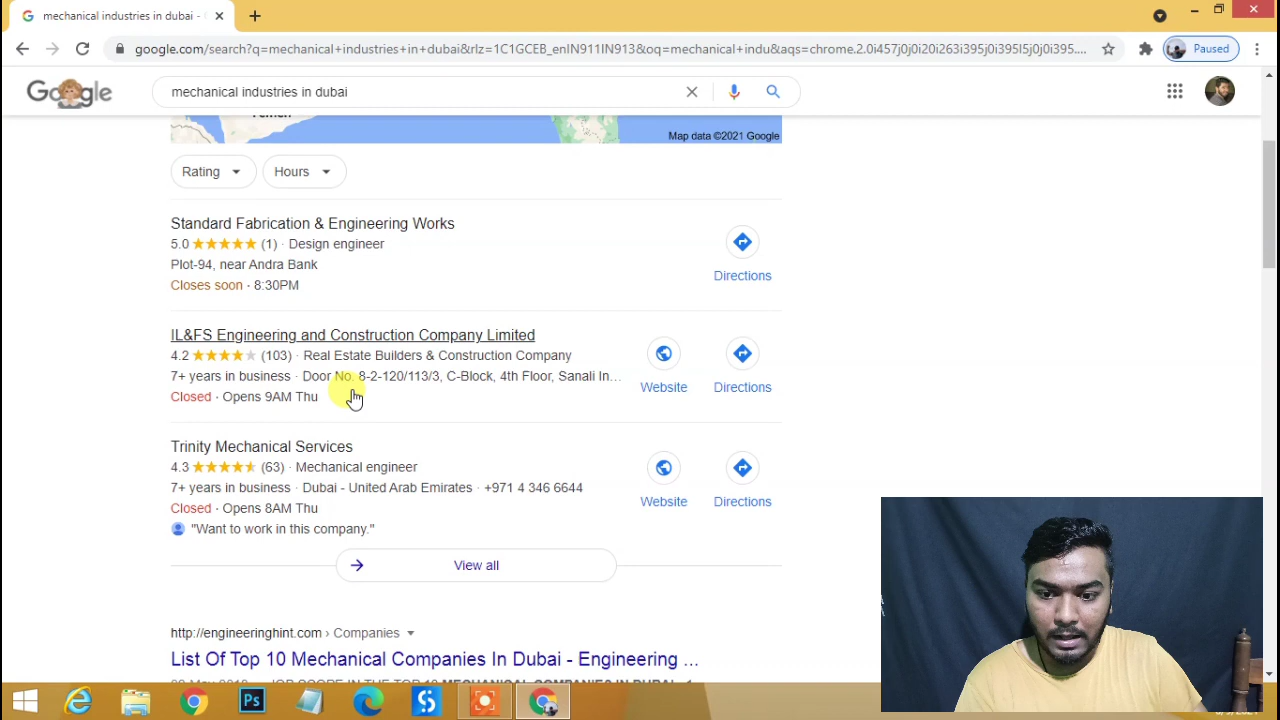 mechanical industries in dubai -
google.com/search?q=mechanical+industries+in+dubai&rlz=1C1GCEB_enIN911IN913&oq=mechanical+indu&aqs=chrome.2.0i457j0j0i20i263i395j0i395l5j0j0i395....
Paused
Google
mechanical industries in dubai
Yemen
Map data ©2021 Google
Rating
Hours
Standard Fabrication & Engineering Works
5.0 ★★★★★ (1) · Design engineer
Plot-94, near Andra Bank
Closes soon · 8:30PM
Directions
IL&FS Engineering and Construction Company Limited
4.2 (103) · Real Estate Builders & Construction Company
7+ years in business · Door No. 8-2-120/113/3, C-Block, 4th Floor, Sanali In...
Closed · Opens 9AM Thu
Website
Directions
Trinity Mechanical Services
4.3 (63) · Mechanical engineer
7+ years in business · Dubai - United Arab Emirates · +971 4 346 6644
Closed · Opens 8AM Thu
"Want to work in this company."
Website
Directions
View all
http://engineeringhint.com › Companies
List Of Top 10 Mechanical Companies In Dubai - Engineering ...
Ps